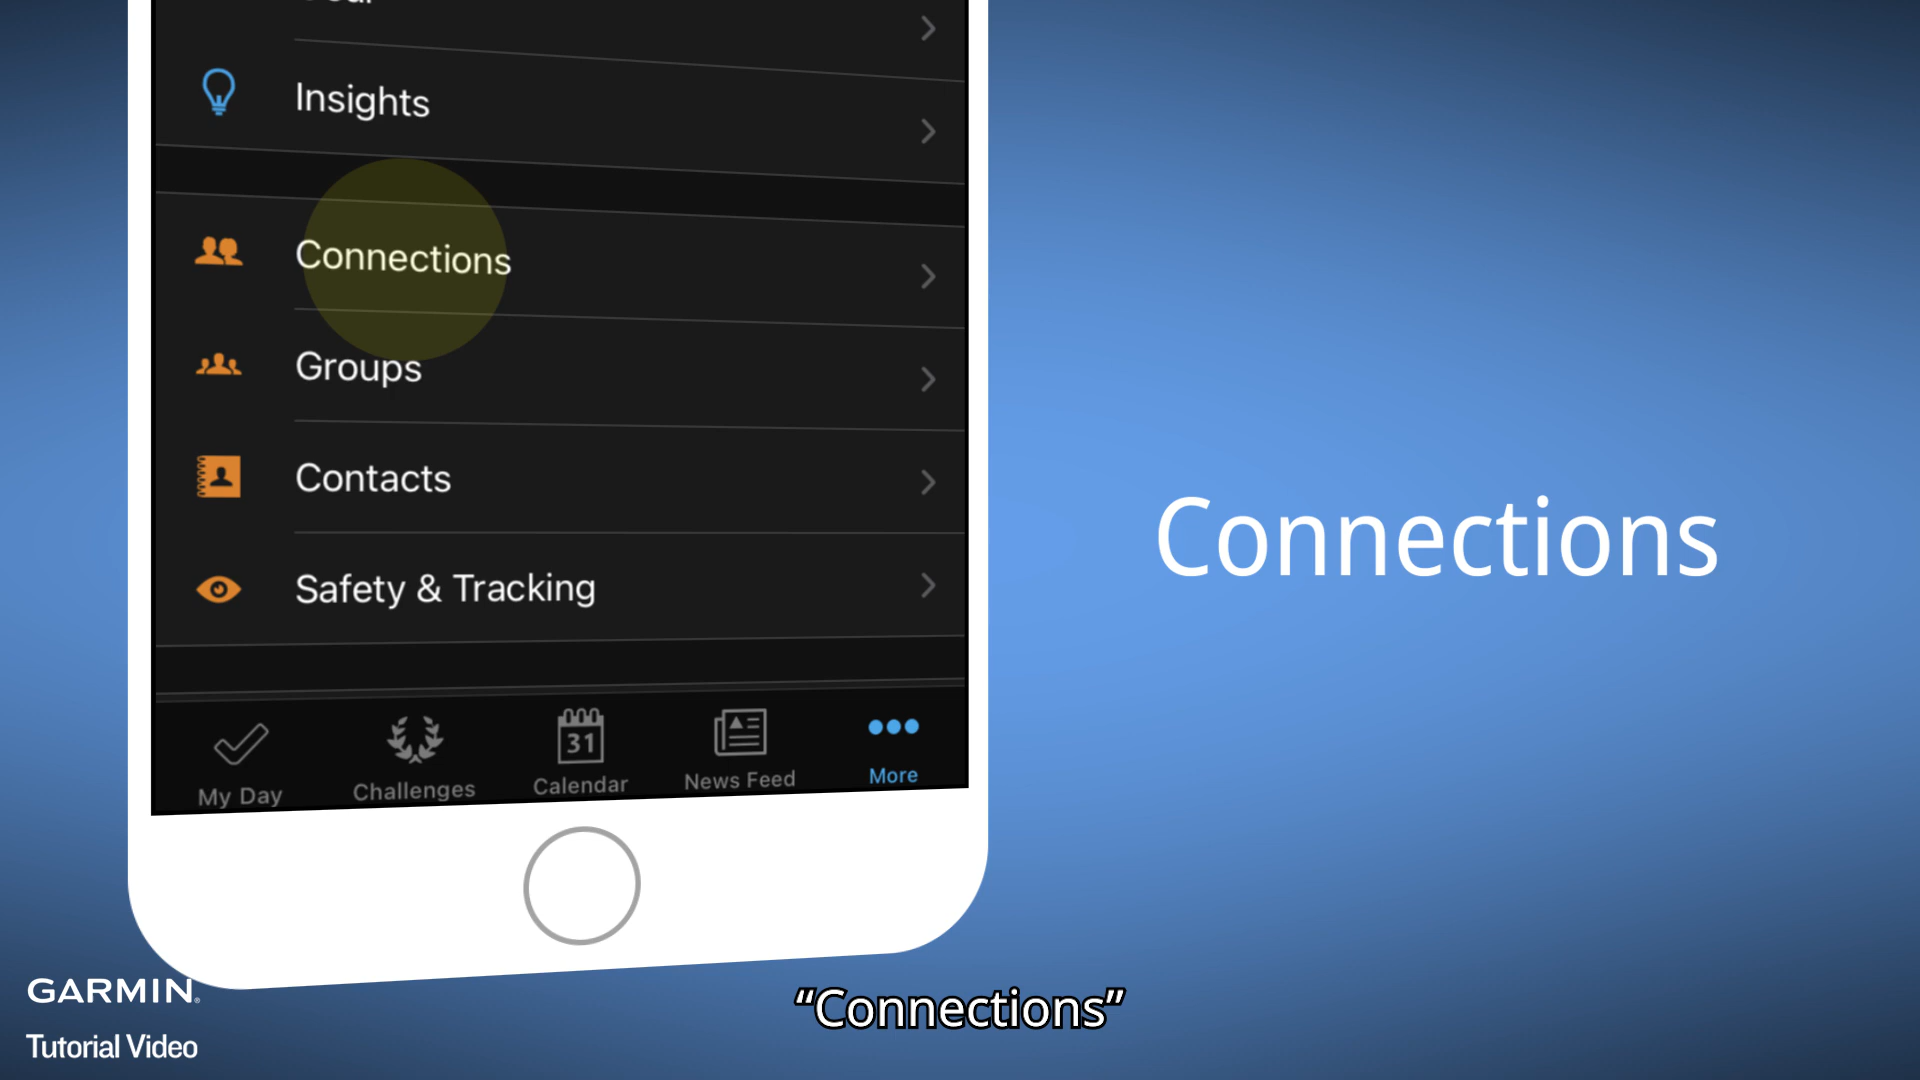 Insights
Connections
Groups
Contacts
Safety & Tracking
31
My Day
Challenges
Calendar
News Feed
More
Connections
GARMIN®
Tutorial Video
“Connections”